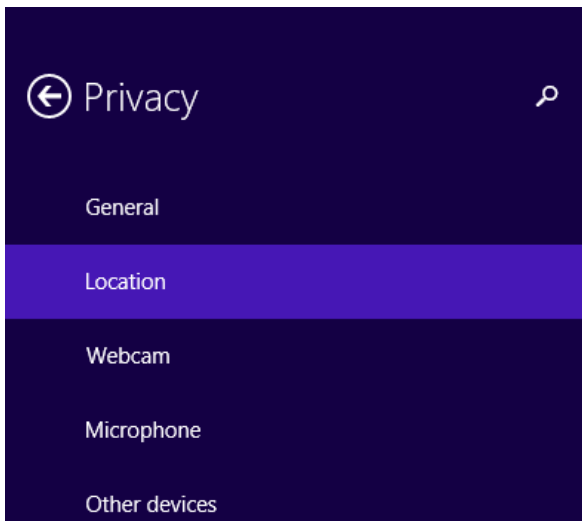 Privacy
General
Location
Webcam
Microphone
Other devices